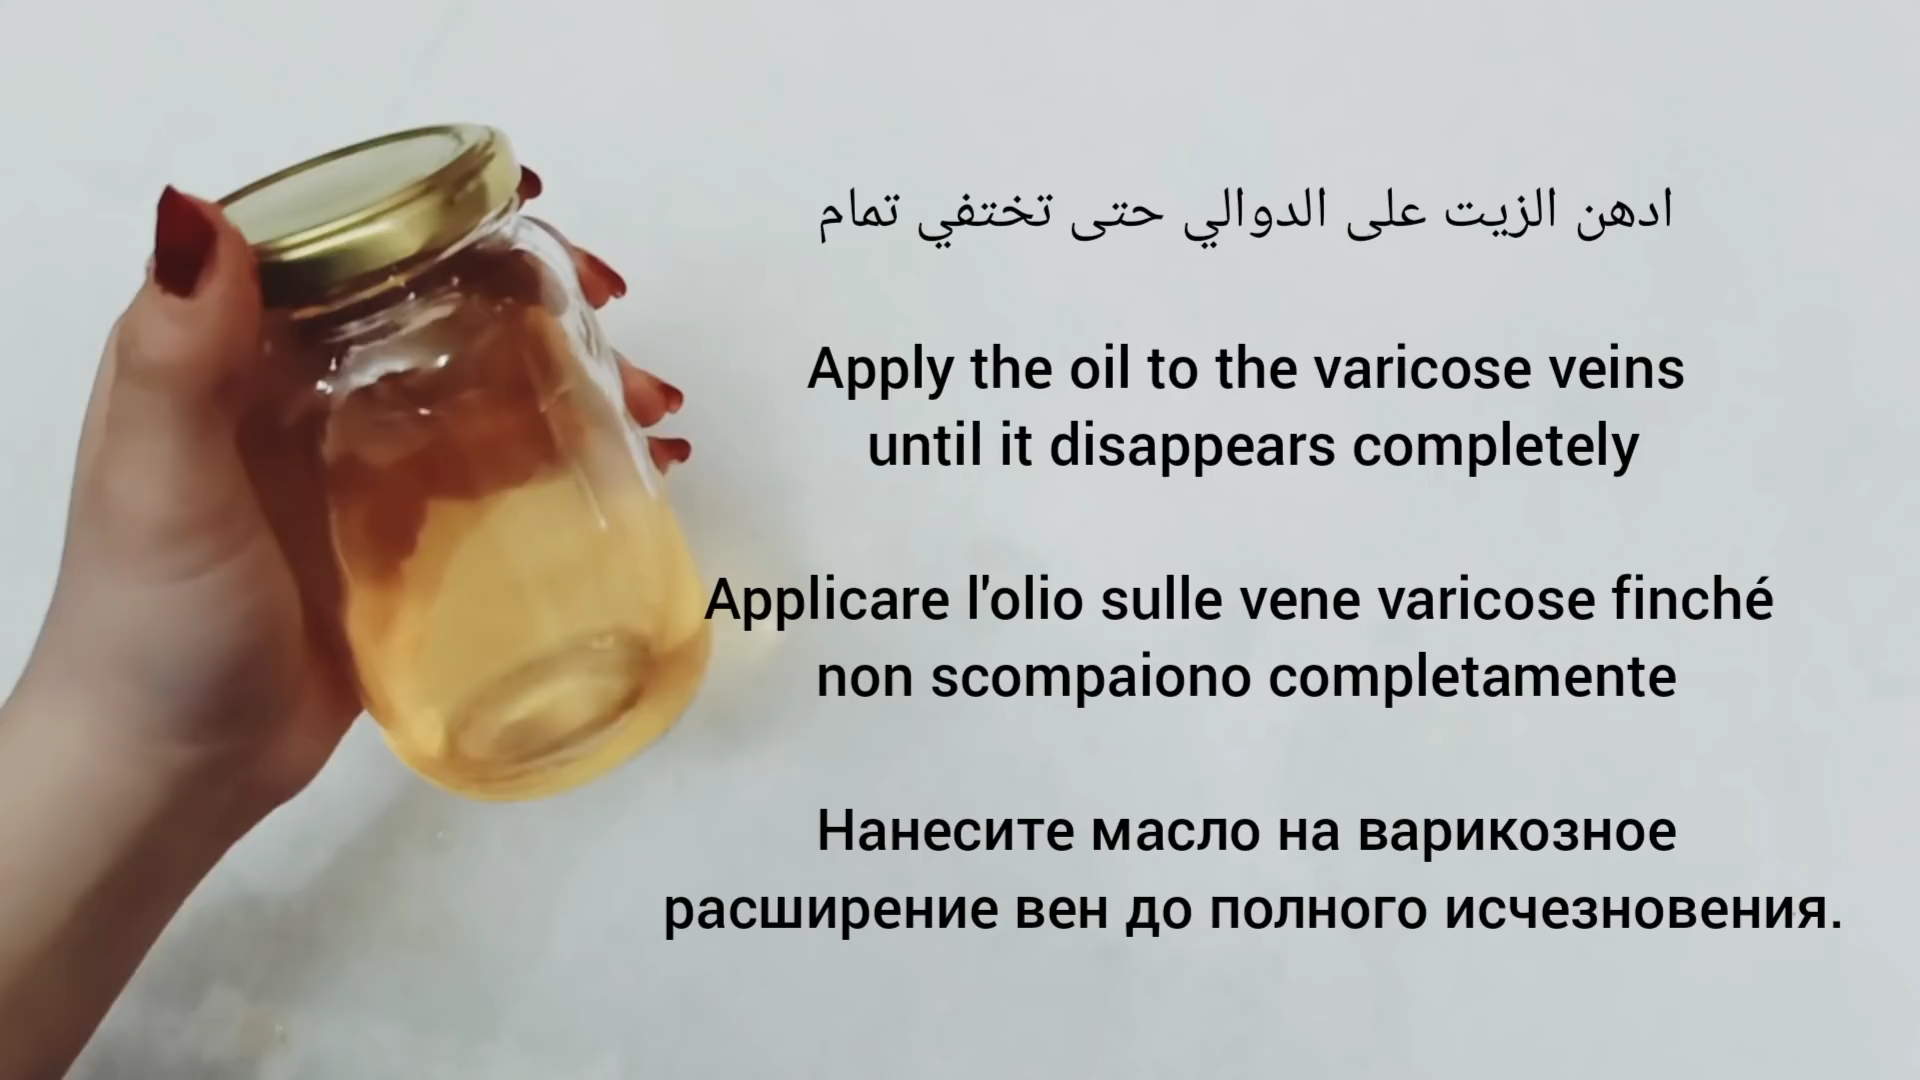 ادهن الزيت على الدوالي حتى تختفي تمام
Apply the oil to the varicose veins
until it disappears completely
Applicare l'olio sulle vene varicose finché
non scompaiono completamente
Нанесите масло на варикозное
расширение вен до полного исчезновения.